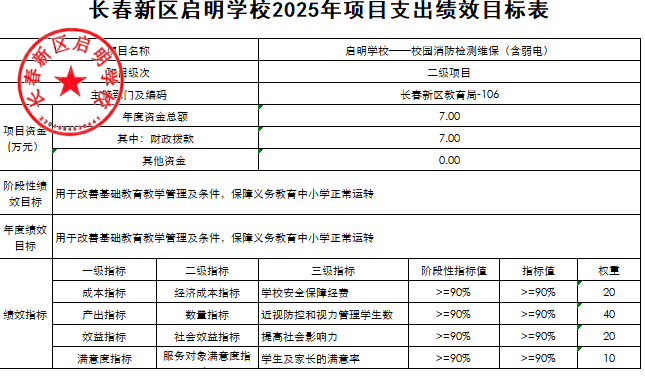 长春新区启明学校2025年项目支出绩效目标表
项目名称 启明学校——校园消防检测维保（含弱电）
项目级次 二级项目
主管部门及编码 长春新区教育局-106
项目资金（万元） 年度资金总额 7.00
其中：财政拨款 7.00
其他资金 0.00
阶段性绩效目标 用于改善基础教育教学管理及条件，保障义务教育中小学正常运转
年度绩效目标 用于改善基础教育教学管理及条件，保障义务教育中小学正常运转
绩效指标 一级指标 二级指标 三级指标 阶段性指标值 指标值 权重
成本指标 经济成本指标 学校安全保障经费 >=90% >=90% 20
产出指标 数量指标 近视防控和视力管理学生数 >=90% >=90% 40
效益指标 社会效益指标 提高社会影响力 >=90% >=90% 20
满意度指标 服务对象满意度指 学生及家长的满意率 >=90% >=90% 10
长春新区启明学校